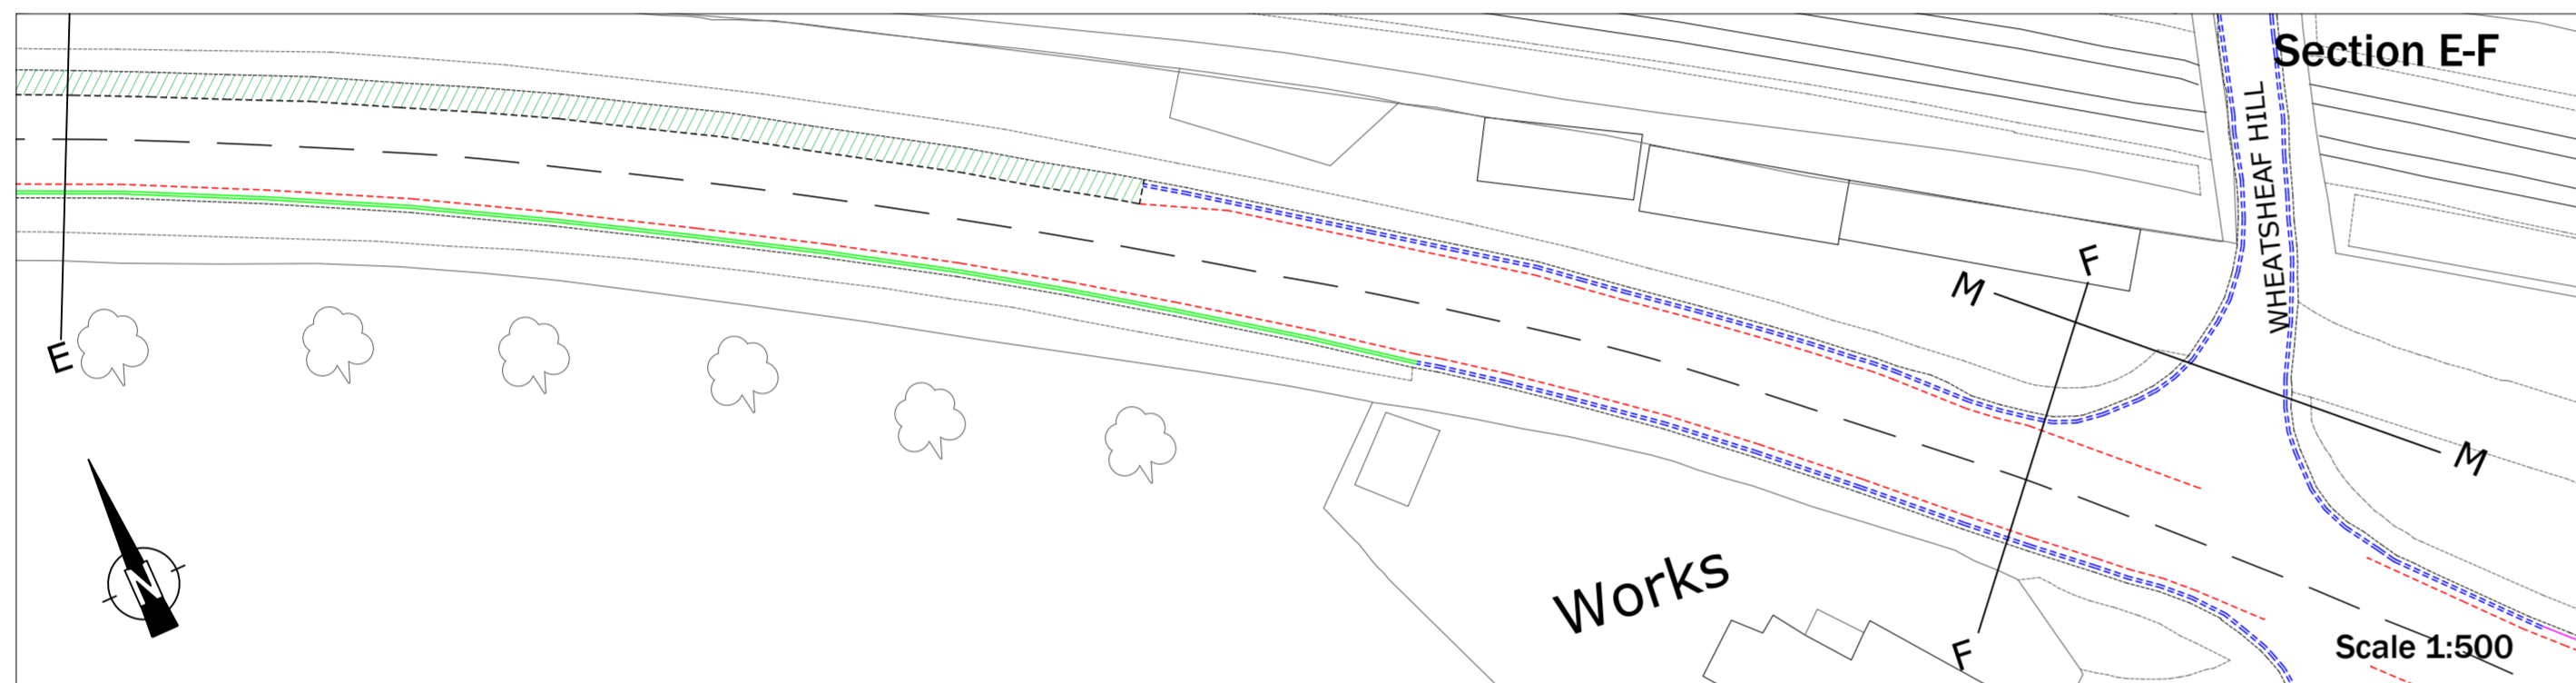 Section E-F
WHEATSHEAF HILL
F
M
E
M
N
Works
F
Scale 1:500